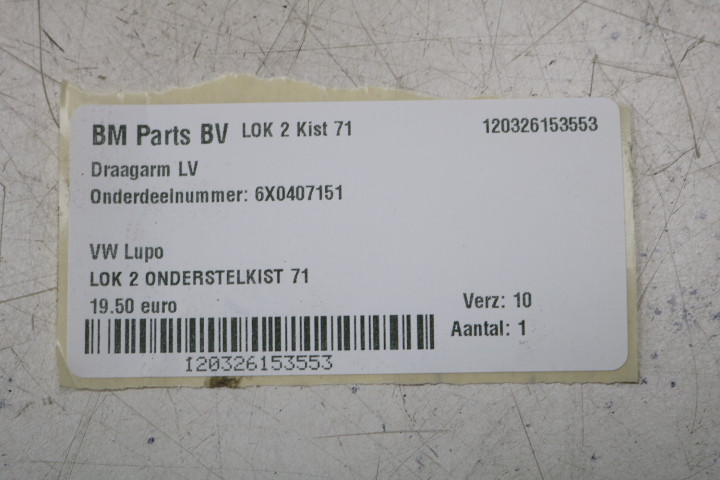 BM Parts BV LOK 2 Kist 71 120326153553
Draagarm LV
Onderdeelnummer: 6X0407151
VW Lupo
LOK 2 ONDERSTELKIST 71
19.50 euro Verz: 10
Aantal: 1
120326153553